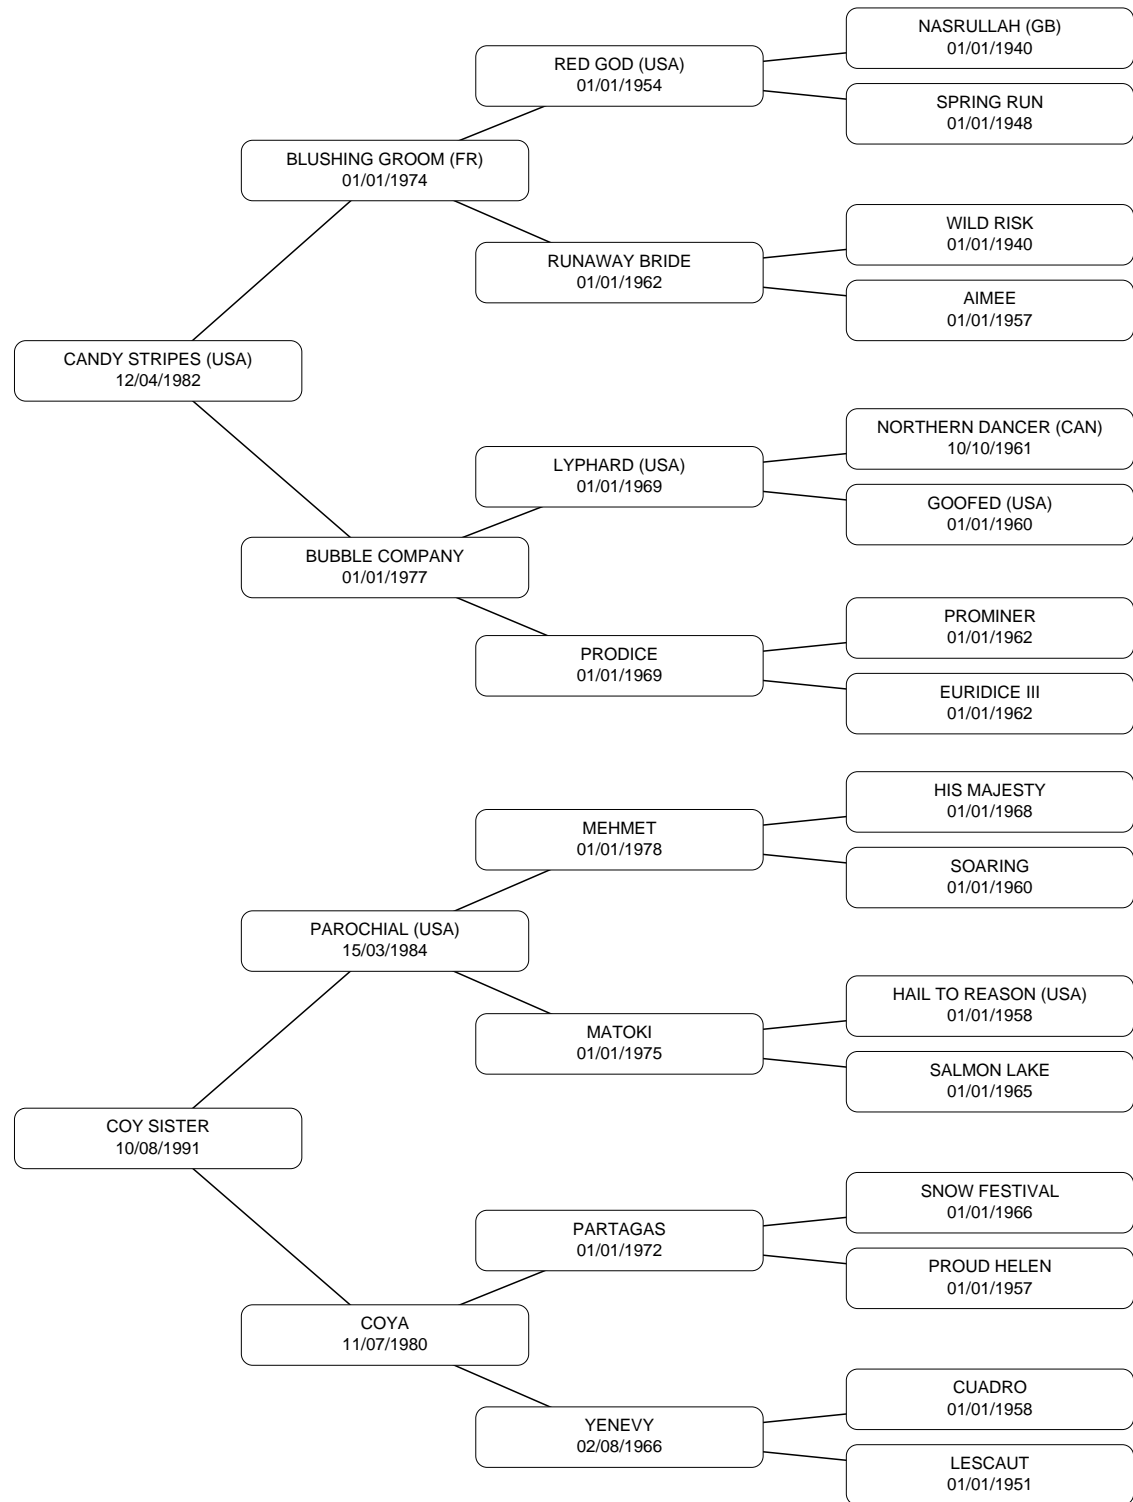 NASRULLAH (GB)
01/01/1940
RED GOD (USA)
01/01/1954
SPRING RUN
01/01/1948
BLUSHING GROOM (FR)
01/01/1974
WILD RISK
01/01/1940
RUNAWAY BRIDE
01/01/1962
AIMEE
01/01/1957
CANDY STRIPES (USA)
12/04/1982
NORTHERN DANCER (CAN)
10/10/1961
LYPHARD (USA)
01/01/1969
GOOFED (USA)
01/01/1960
BUBBLE COMPANY
01/01/1977
PROMINER
01/01/1962
PRODICE
01/01/1969
EURIDICE III
01/01/1962
HIS MAJESTY
01/01/1968
MEHMET
01/01/1978
SOARING
01/01/1960
PAROCHIAL (USA)
15/03/1984
HAIL TO REASON (USA)
01/01/1958
MATOKI
01/01/1975
SALMON LAKE
01/01/1965
COY SISTER
10/08/1991
SNOW FESTIVAL
01/01/1966
PARTAGAS
01/01/1972
PROUD HELEN
01/01/1957
COYA
11/07/1980
CUADRO
01/01/1958
YENEVY
02/08/1966
LESCAUT
01/01/1951